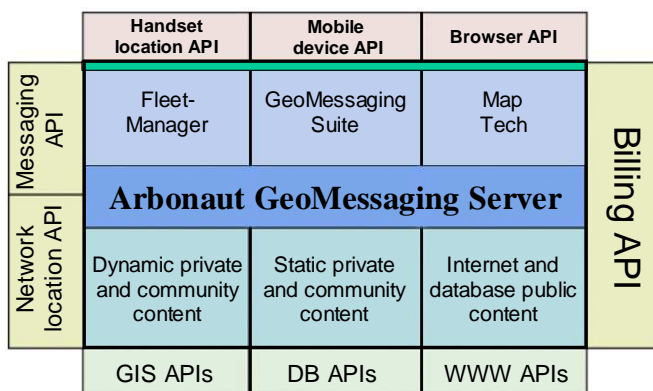 Handset
location API
Mobile
device API
Browser API
Messaging
API
Fleet-
Manager
GeoMessaging
Suite
Map
Tech
Billing API
Arbonaut GeoMessaging Server
Network
location API
Dynamic private
and community
content
Static private
and community
content
Internet and
database public
content
GIS APIs
DB APIs
WWW APIs